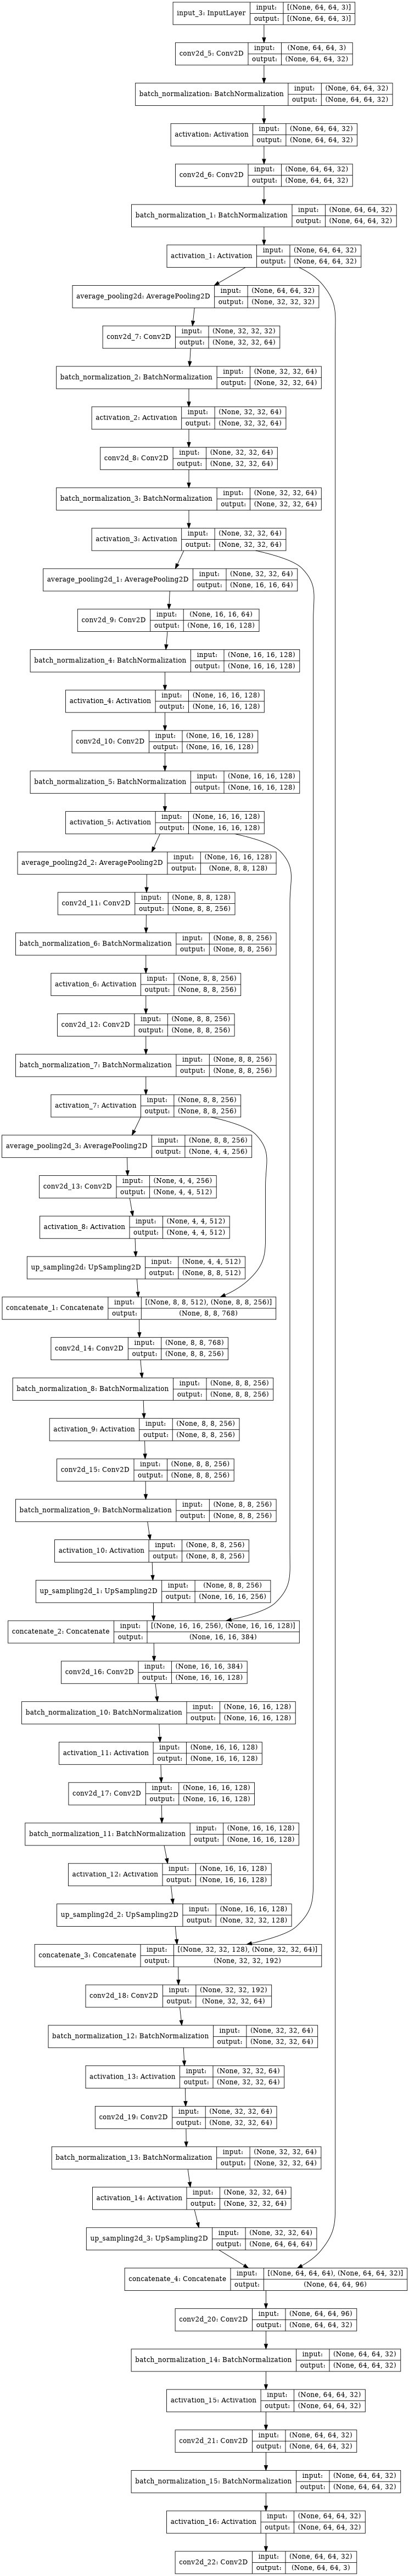 input_3: InputLayer
input: [(None, 64, 64, 3)]
output: [(None, 64, 64, 3)]
conv2d_5: Conv2D
input: (None, 64, 64, 3)
output: (None, 64, 64, 32)
batch_normalization: BatchNormalization
input: (None, 64, 64, 32)
output: (None, 64, 64, 32)
activation: Activation
input: (None, 64, 64, 32)
output: (None, 64, 64, 32)
conv2d_6: Conv2D
input: (None, 64, 64, 32)
output: (None, 64, 64, 32)
batch_normalization_1: BatchNormalization
input: (None, 64, 64, 32)
output: (None, 64, 64, 32)
activation_1: Activation
input: (None, 64, 64, 32)
output: (None, 64, 64, 32)
average_pooling2d: AveragePooling2D
input: (None, 64, 64, 32)
output: (None, 32, 32, 32)
conv2d_7: Conv2D
input: (None, 32, 32, 32)
output: (None, 32, 32, 64)
batch_normalization_2: BatchNormalization
input: (None, 32, 32, 64)
output: (None, 32, 32, 64)
activation_2: Activation
input: (None, 32, 32, 64)
output: (None, 32, 32, 64)
conv2d_8: Conv2D
input: (None, 32, 32, 64)
output: (None, 32, 32, 64)
batch_normalization_3: BatchNormalization
input: (None, 32, 32, 64)
output: (None, 32, 32, 64)
activation_3: Activation
input: (None, 32, 32, 64)
output: (None, 32, 32, 64)
average_pooling2d_1: AveragePooling2D
input: (None, 32, 32, 64)
output: (None, 16, 16, 64)
conv2d_9: Conv2D
input: (None, 16, 16, 64)
output: (None, 16, 16, 128)
batch_normalization_4: BatchNormalization
input: (None, 16, 16, 128)
output: (None, 16, 16, 128)
activation_4: Activation
input: (None, 16, 16, 128)
output: (None, 16, 16, 128)
conv2d_10: Conv2D
input: (None, 16, 16, 128)
output: (None, 16, 16, 128)
batch_normalization_5: BatchNormalization
input: (None, 16, 16, 128)
output: (None, 16, 16, 128)
activation_5: Activation
input: (None, 16, 16, 128)
output: (None, 16, 16, 128)
average_pooling2d_2: AveragePooling2D
input: (None, 16, 16, 128)
output: (None, 8, 8, 128)
conv2d_11: Conv2D
input: (None, 8, 8, 128)
output: (None, 8, 8, 256)
batch_normalization_6: BatchNormalization
input: (None, 8, 8, 256)
output: (None, 8, 8, 256)
activation_6: Activation
input: (None, 8, 8, 256)
output: (None, 8, 8, 256)
conv2d_12: Conv2D
input: (None, 8, 8, 256)
output: (None, 8, 8, 256)
batch_normalization_7: BatchNormalization
input: (None, 8, 8, 256)
output: (None, 8, 8, 256)
activation_7: Activation
input: (None, 8, 8, 256)
output: (None, 8, 8, 256)
average_pooling2d_3: AveragePooling2D
input: (None, 8, 8, 256)
output: (None, 4, 4, 256)
conv2d_13: Conv2D
input: (None, 4, 4, 256)
output: (None, 4, 4, 512)
activation_8: Activation
input: (None, 4, 4, 512)
output: (None, 4, 4, 512)
up_sampling2d: UpSampling2D
input: (None, 4, 4, 512)
output: (None, 8, 8, 512)
concatenate_1: Concatenate
input: [(None, 8, 8, 512), (None, 8, 8, 256)]
output: (None, 8, 8, 768)
conv2d_14: Conv2D
input: (None, 8, 8, 768)
output: (None, 8, 8, 256)
batch_normalization_8: BatchNormalization
input: (None, 8, 8, 256)
output: (None, 8, 8, 256)
activation_9: Activation
input: (None, 8, 8, 256)
output: (None, 8, 8, 256)
conv2d_15: Conv2D
input: (None, 8, 8, 256)
output: (None, 8, 8, 256)
batch_normalization_9: BatchNormalization
input: (None, 8, 8, 256)
output: (None, 8, 8, 256)
activation_10: Activation
input: (None, 8, 8, 256)
output: (None, 8, 8, 256)
up_sampling2d_1: UpSampling2D
input: (None, 8, 8, 256)
output: (None, 16, 16, 256)
concatenate_2: Concatenate
input: [(None, 16, 16, 256), (None, 16, 16, 128)]
output: (None, 16, 16, 384)
conv2d_16: Conv2D
input: (None, 16, 16, 384)
output: (None, 16, 16, 128)
batch_normalization_10: BatchNormalization
input: (None, 16, 16, 128)
output: (None, 16, 16, 128)
activation_11: Activation
input: (None, 16, 16, 128)
output: (None, 16, 16, 128)
conv2d_17: Conv2D
input: (None, 16, 16, 128)
output: (None, 16, 16, 128)
batch_normalization_11: BatchNormalization
input: (None, 16, 16, 128)
output: (None, 16, 16, 128)
activation_12: Activation
input: (None, 16, 16, 128)
output: (None, 16, 16, 128)
up_sampling2d_2: UpSampling2D
input: (None, 16, 16, 128)
output: (None, 32, 32, 128)
concatenate_3: Concatenate
input: [(None, 32, 32, 128), (None, 32, 32, 64)]
output: (None, 32, 32, 192)
conv2d_18: Conv2D
input: (None, 32, 32, 192)
output: (None, 32, 32, 64)
batch_normalization_12: BatchNormalization
input: (None, 32, 32, 64)
output: (None, 32, 32, 64)
activation_13: Activation
input: (None, 32, 32, 64)
output: (None, 32, 32, 64)
conv2d_19: Conv2D
input: (None, 32, 32, 64)
output: (None, 32, 32, 64)
batch_normalization_13: BatchNormalization
input: (None, 32, 32, 64)
output: (None, 32, 32, 64)
activation_14: Activation
input: (None, 32, 32, 64)
output: (None, 32, 32, 64)
up_sampling2d_3: UpSampling2D
input: (None, 32, 32, 64)
output: (None, 64, 64, 64)
concatenate_4: Concatenate
input: [(None, 64, 64, 64), (None, 64, 64, 32)]
output: (None, 64, 64, 96)
conv2d_20: Conv2D
input: (None, 64, 64, 96)
output: (None, 64, 64, 32)
batch_normalization_14: BatchNormalization
input: (None, 64, 64, 32)
output: (None, 64, 64, 32)
activation_15: Activation
input: (None, 64, 64, 32)
output: (None, 64, 64, 32)
conv2d_21: Conv2D
input: (None, 64, 64, 32)
output: (None, 64, 64, 32)
batch_normalization_15: BatchNormalization
input: (None, 64, 64, 32)
output: (None, 64, 64, 32)
activation_16: Activation
input: (None, 64, 64, 32)
output: (None, 64, 64, 32)
conv2d_22: Conv2D
input: (None, 64, 64, 32)
output: (None, 64, 64, 3)